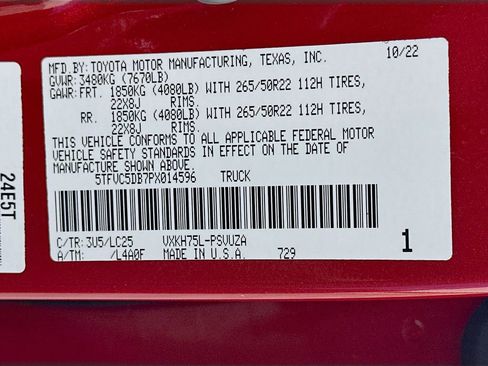 MFD.BY:TOYOTA MOTOR MANUFACTURING, TEXAS, INC. 10/22
GVWR:3480KG (7670LB)
GAWR:FRT. 1850KG (4080LB) WITH 265/50R22 112H TIRES,
22X8J RIMS.
RR. 1850KG (4080LB) WITH 265/50R22 112H TIRES,
22X8J RIMS.
THIS VEHICLE CONFORMS TO ALL APPLICABLE FEDERAL MOTOR
VEHICLE SAFETY STANDARDS IN EFFECT ON THE DATE OF
MANUFACTURE SHOWN ABOVE.
5TFVC5DB7PX014596 TRUCK
C/TR:3U5/LC25 VXKH75L-PSVUZA 1
A/TM: /L4A0F MADE IN U.S.A. 729
24E5T